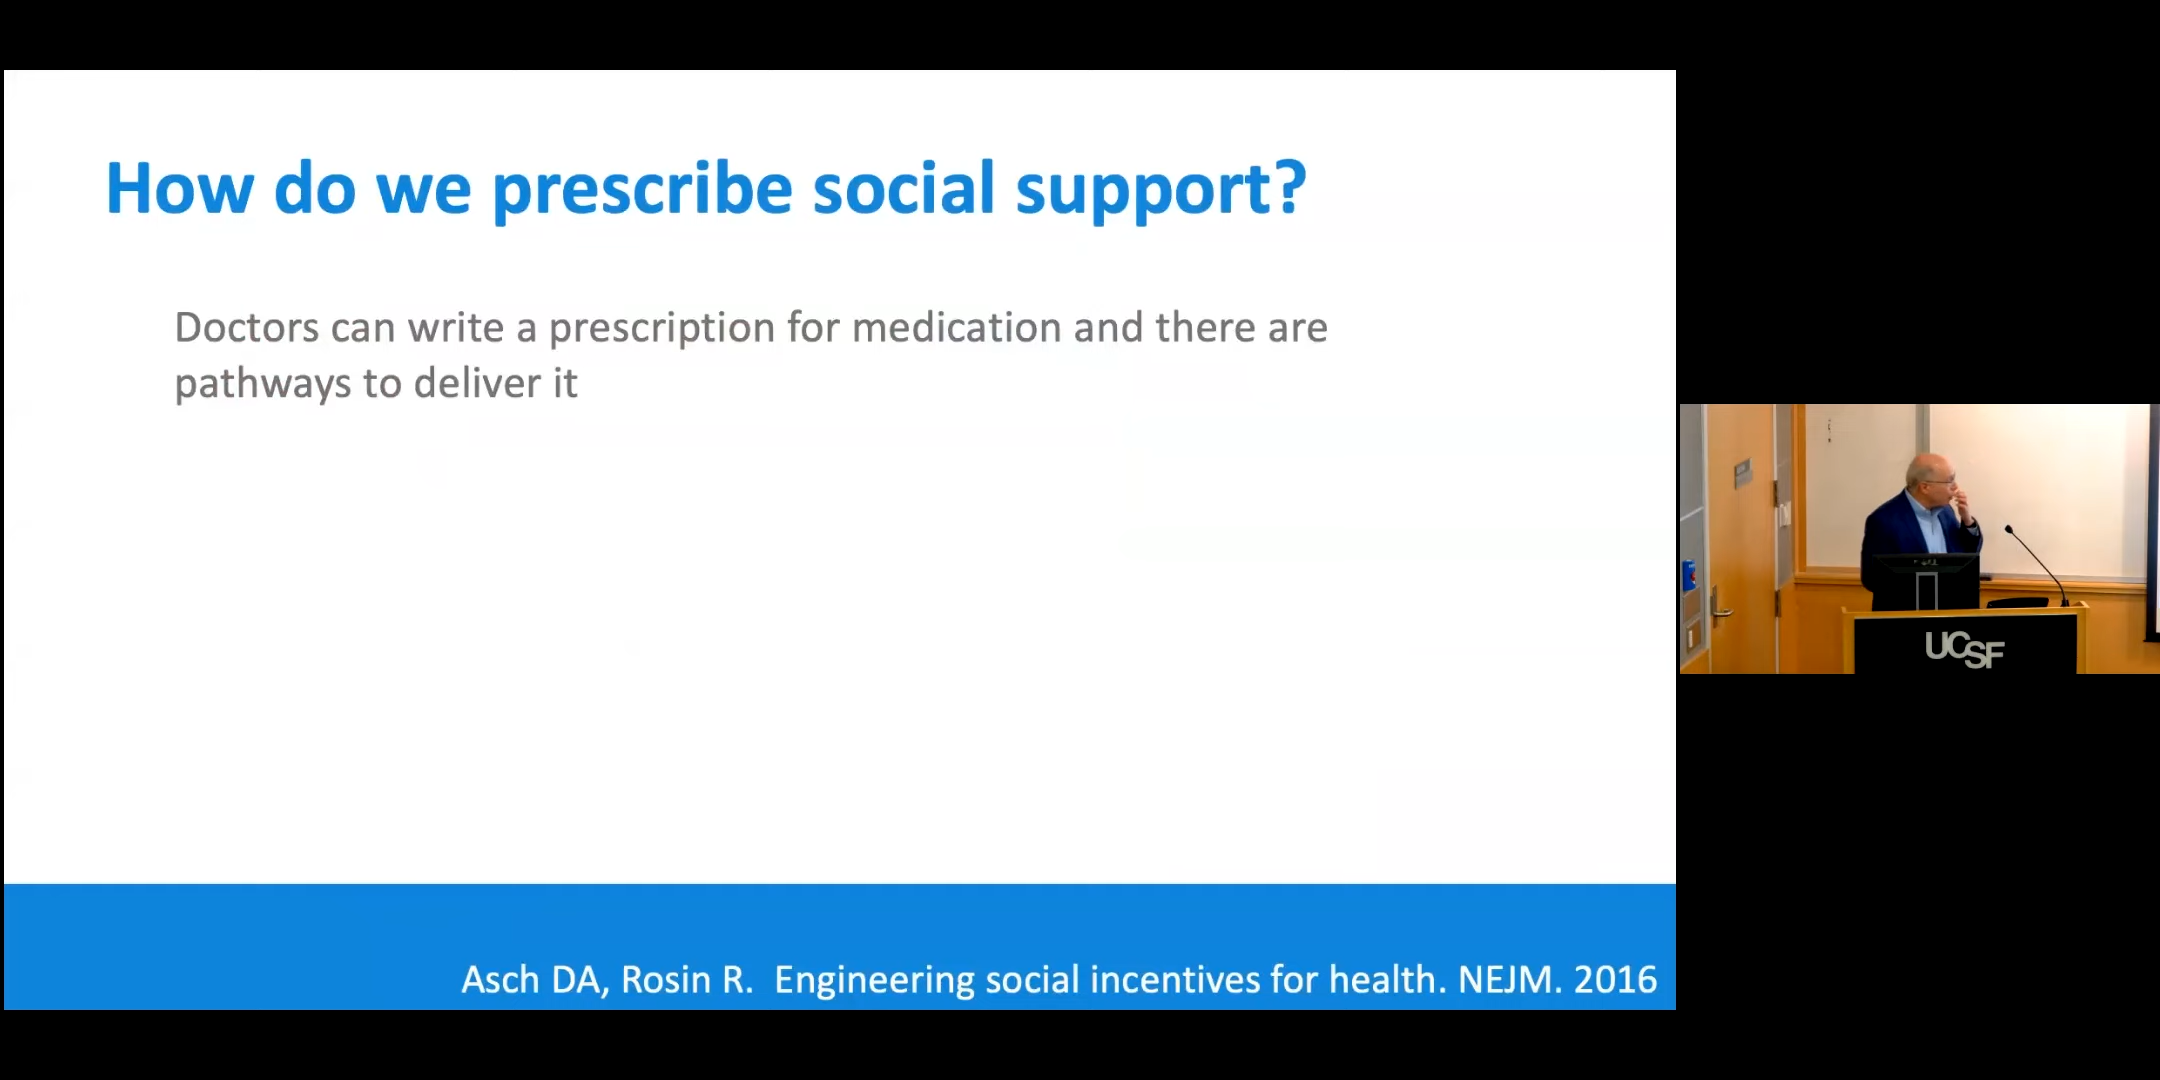 How do we prescribe social support?
Doctors can write a prescription for medication and there are
pathways to deliver it
Asch DA, Rosin R. Engineering social incentives for health. NEJM. 2016
UCSF